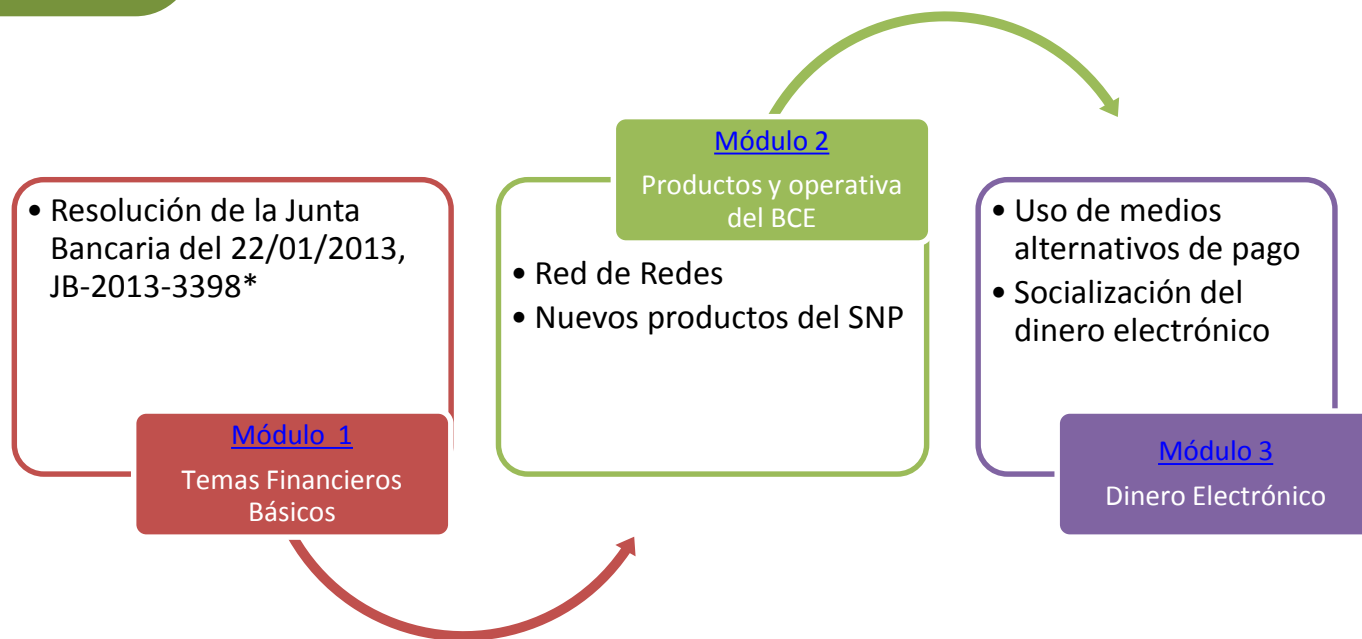 • Resolución de la Junta
Bancaria del 22/01/2013,
JB-2013-3398*
Módulo 1
Temas Financieros
Básicos
Módulo 2
Productos y operativa
del BCE
• Red de Redes
• Nuevos productos del SNP
• Uso de medios
alternativos de pago
• Socialización del
dinero electrónico
Módulo 3
Dinero Electrónico